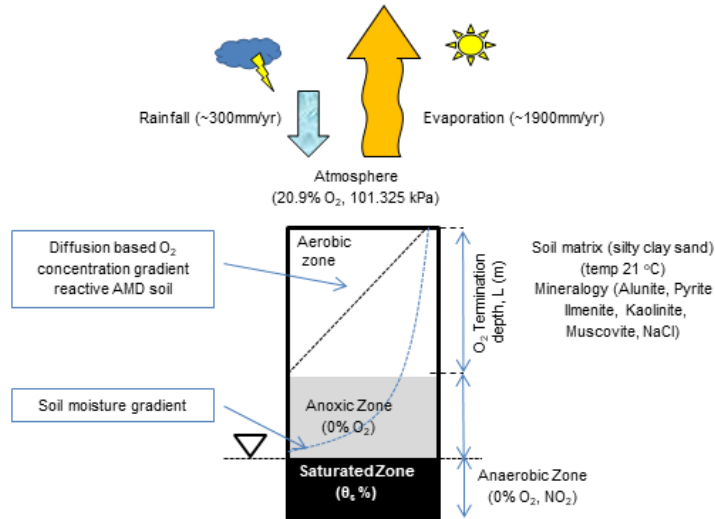 Rainfall (~300mm/yr)
Evaporation (~1900mm/yr)
Atmosphere
(20.9% O₂, 101.325 kPa)
Diffusion based O₂
concentration gradient
reactive AMD soil
Aerobic
zone
O₂ Termination
depth, L (m)
Soil matrix (silty clay sand)
(temp 21 °C)
Mineralogy (Alunite, Pyrite
Ilmenite, Kaolinite,
Muscovite, NaCl)
Soil moisture gradient
Anoxic Zone
(0% O₂)
Saturated Zone
(θₛ %)
Anaerobic Zone
(0% O₂, NO₂)